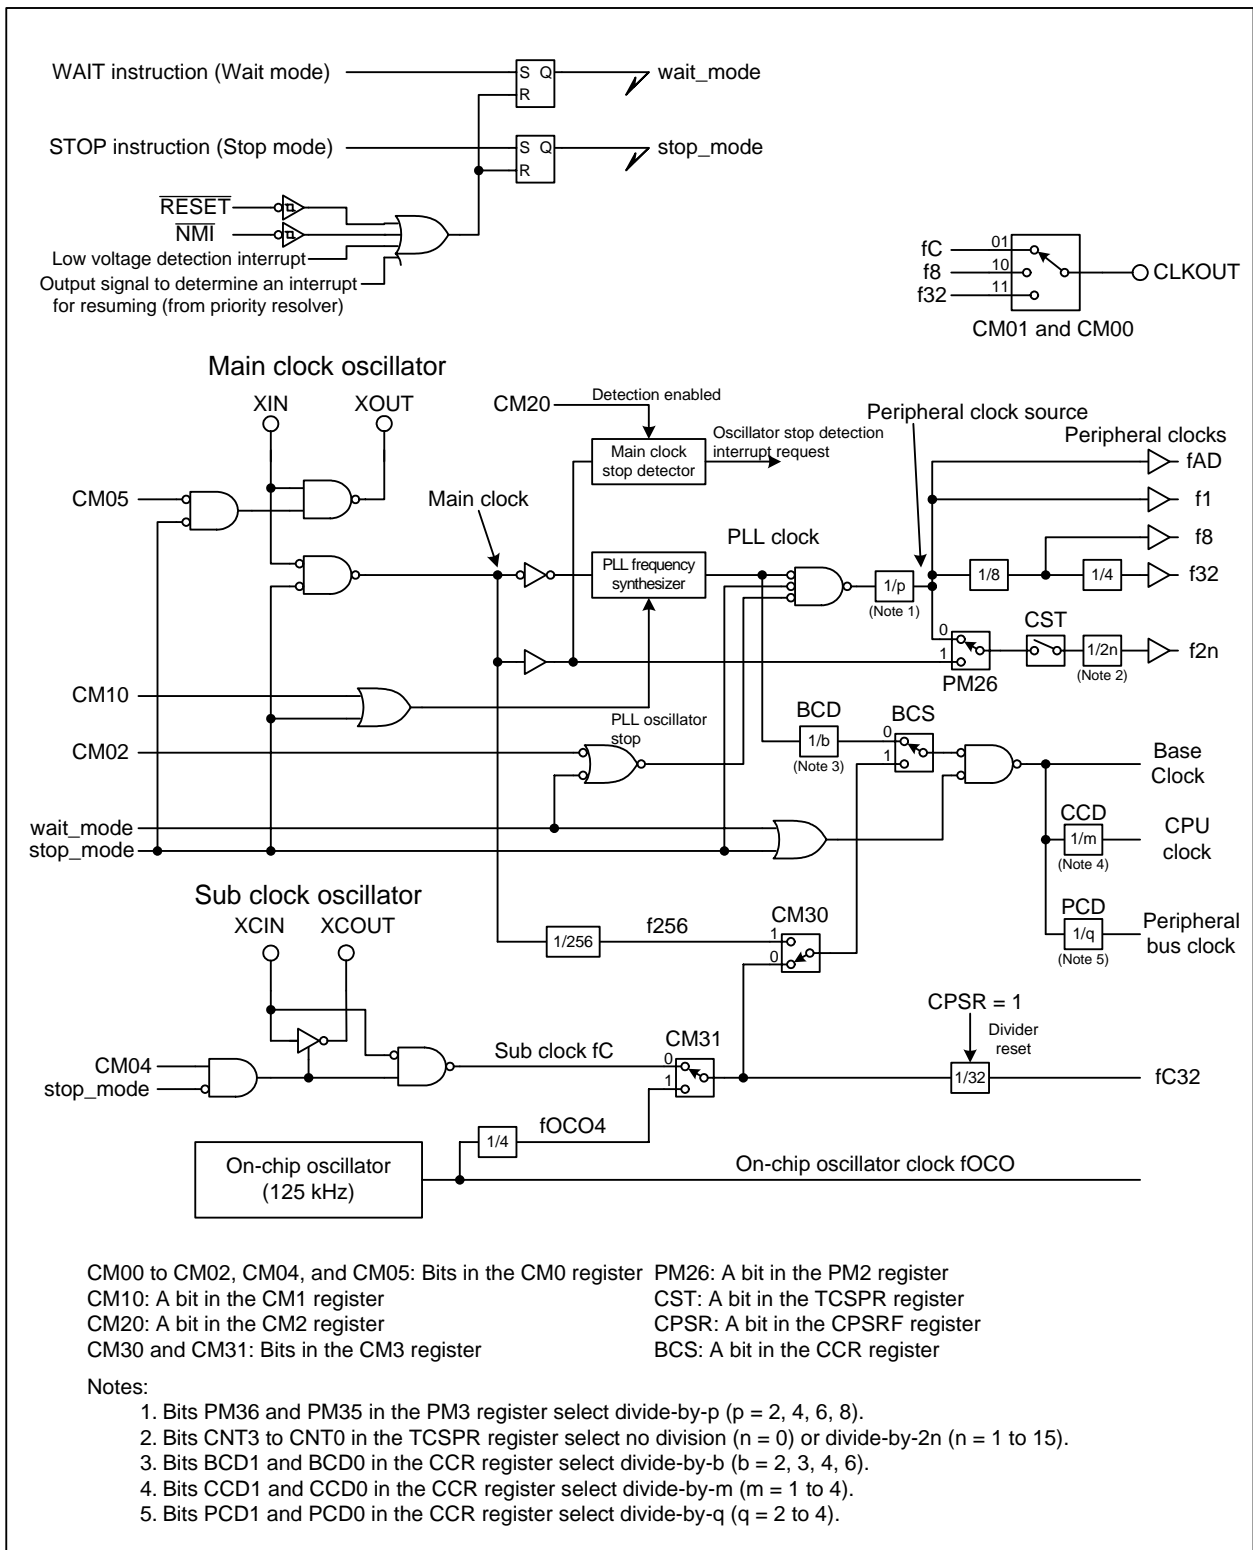 WAIT instruction (Wait mode)
S Q
R
wait_mode
STOP instruction (Stop mode)
S Q
R
stop_mode
RESET
NMI
Low voltage detection interrupt
Output signal to determine an interrupt
for resuming (from priority resolver)
fC
01
f8
10
f32
11
CLKOUT
CM01 and CM00
Main clock oscillator
XIN
XOUT
CM20
Detection enabled
Main clock
stop detector
Oscillator stop detection
interrupt request
Peripheral clock source
Peripheral clocks
fAD
CM05
Main clock
f1
PLL clock
f8
PLL frequency
synthesizer
1/p
(Note 1)
1/8
1/4
f32
0
1
PM26
CST
1/2n
(Note 2)
f2n
CM10
CM02
PLL oscillator
stop
BCD
1/b
(Note 3)
BCS
0
1
Base
Clock
wait_mode
stop_mode
CCD
1/m
(Note 4)
CPU
clock
Sub clock oscillator
XCIN
XCOUT
1/256
f256
CM30
1
0
PCD
1/q
(Note 5)
Peripheral
bus clock
CPSR = 1
Divider
reset
CM04
stop_mode
Sub clock fC
CM31
0
1
1/32
fC32
1/4
fOCO4
On-chip oscillator
(125 kHz)
On-chip oscillator clock fOCO
CM00 to CM02, CM04, and CM05: Bits in the CM0 register
PM26: A bit in the PM2 register
CM10: A bit in the CM1 register
CST: A bit in the TCSPR register
CM20: A bit in the CM2 register
CPSR: A bit in the CPSRF register
CM30 and CM31: Bits in the CM3 register
BCS: A bit in the CCR register
Notes:
1. Bits PM36 and PM35 in the PM3 register select divide-by-p (p = 2, 4, 6, 8).
2. Bits CNT3 to CNT0 in the TCSPR register select no division (n = 0) or divide-by-2n (n = 1 to 15).
3. Bits BCD1 and BCD0 in the CCR register select divide-by-b (b = 2, 3, 4, 6).
4. Bits CCD1 and CCD0 in the CCR register select divide-by-m (m = 1 to 4).
5. Bits PCD1 and PCD0 in the CCR register select divide-by-q (q = 2 to 4).